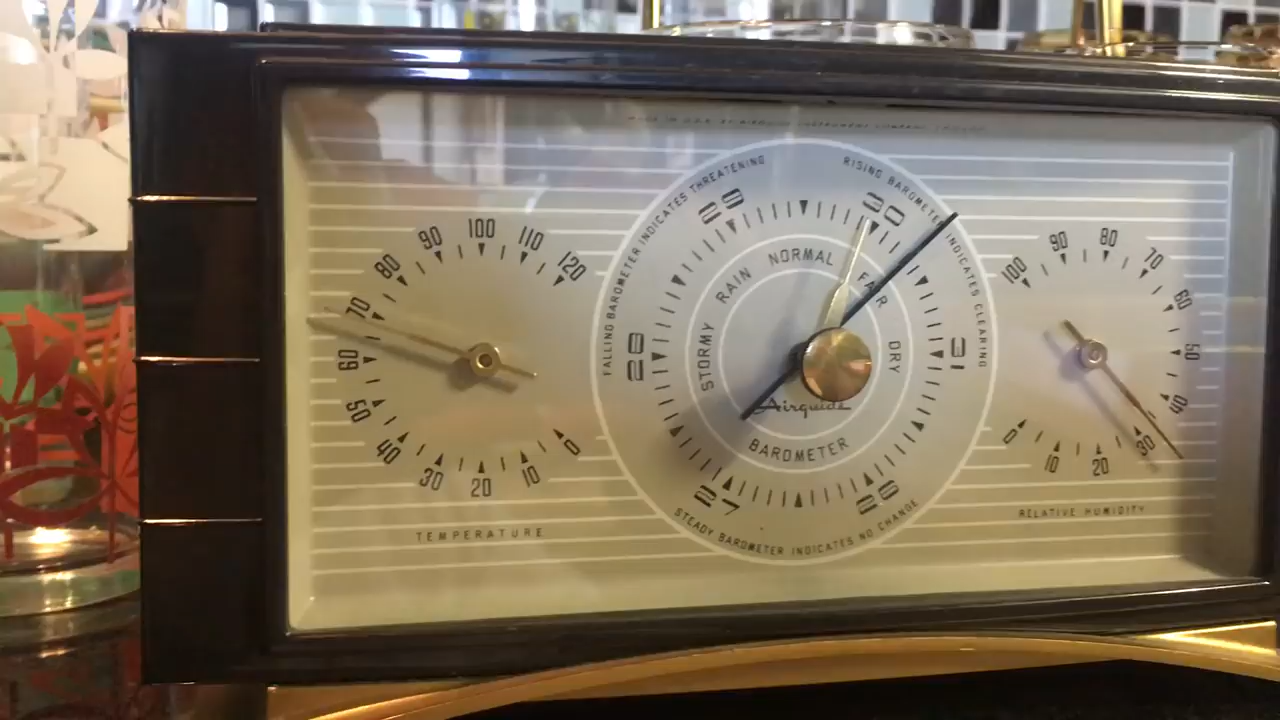 FALLING BAROMETER INDICATES THREATENING
RISING BAROMETER INDICATES CLEARING
STEADY BAROMETER INDICATES NO CHANGE
0 10 20 30 40 50 60 70 80 90 100 110 120
TEMPERATURE
27 28 29 30 31 26
STORMY RAIN NORMAL FAIR DRY
Airguide
BAROMETER
0 10 20 30 40 50 60 70 80 90 100
RELATIVE HUMIDITY